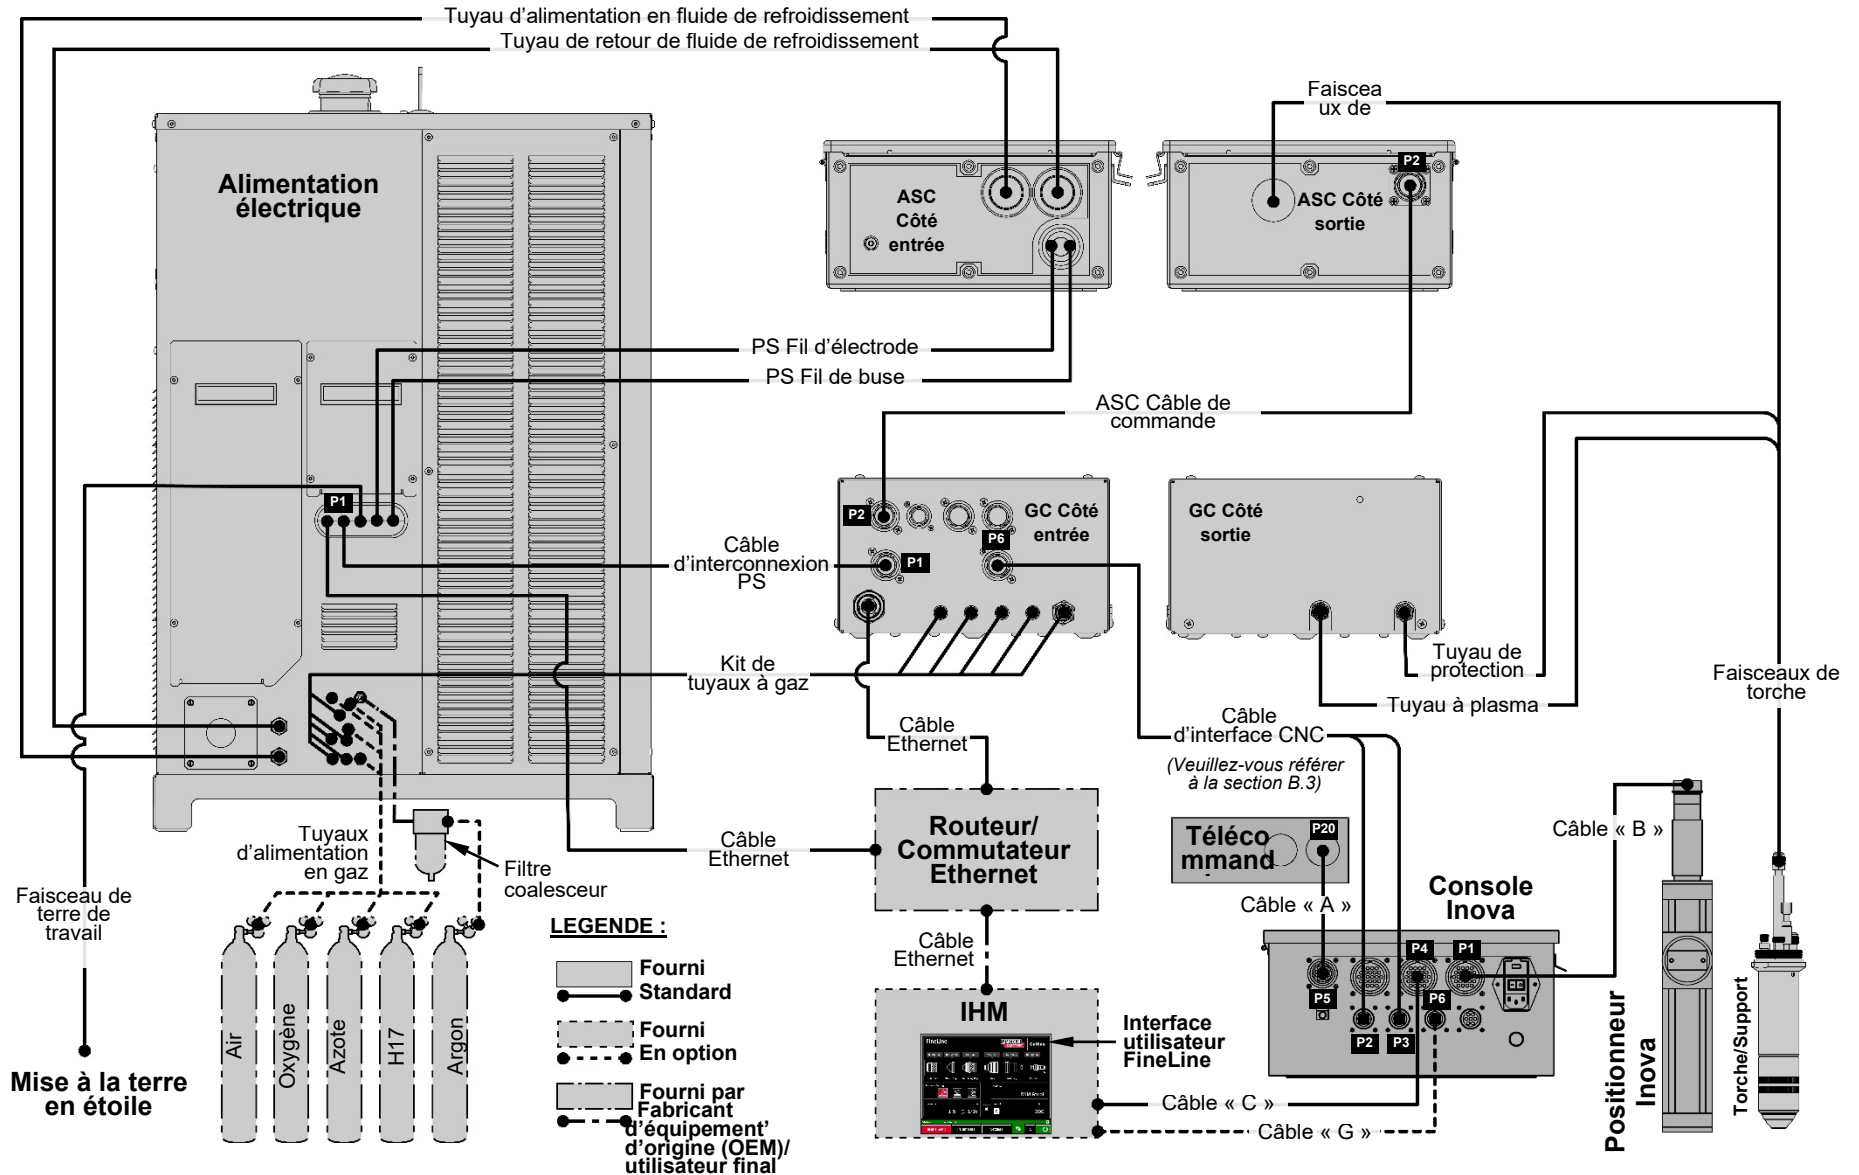 Tuyau d’alimentation en fluide de refroidissement
Tuyau de retour de fluide de refroidissement
Alimentation
électrique
ASC
Côté
entrée
Faiscea
ux de
P2
ASC Côté
sortie
PS Fil d’électrode
PS Fil de buse
ASC Câble de
commande
P1
P2
GC Côté
entrée
P6
P1
GC Côté
sortie
Câble
d’interconnexion
PS
Kit de
tuyaux à gaz
Tuyau de
protection
Tuyau à plasma
Faisceaux de
torche
Câble
Ethernet
Câble
d’interface CNC
(Veuillez-vous référer
à la section B.3)
Routeur/
Commutateur
Ethernet
Câble
Ethernet
Téléco
mmand
P20
Câble « B »
Câble « A »
Console
Inova
Tuyaux
d’alimentation
en gaz
Filtre
coalesceur
Faisceau de
terre de
travail
Mise à la terre
en étoile
Air
Oxygène
Azote
H17
Argon
LEGENDE :
Fourni
Standard
Fourni
En option
Fourni par
Fabricant
d’équipement’
d’origine (OEM)/
utilisateur final
Câble
Ethernet
IHM
FineLine
Interface
utilisateur
FineLine
P4
P1
P5
P6
P2
P3
Câble « C »
Câble « G »
Positionneur
Inova
Torche/Support